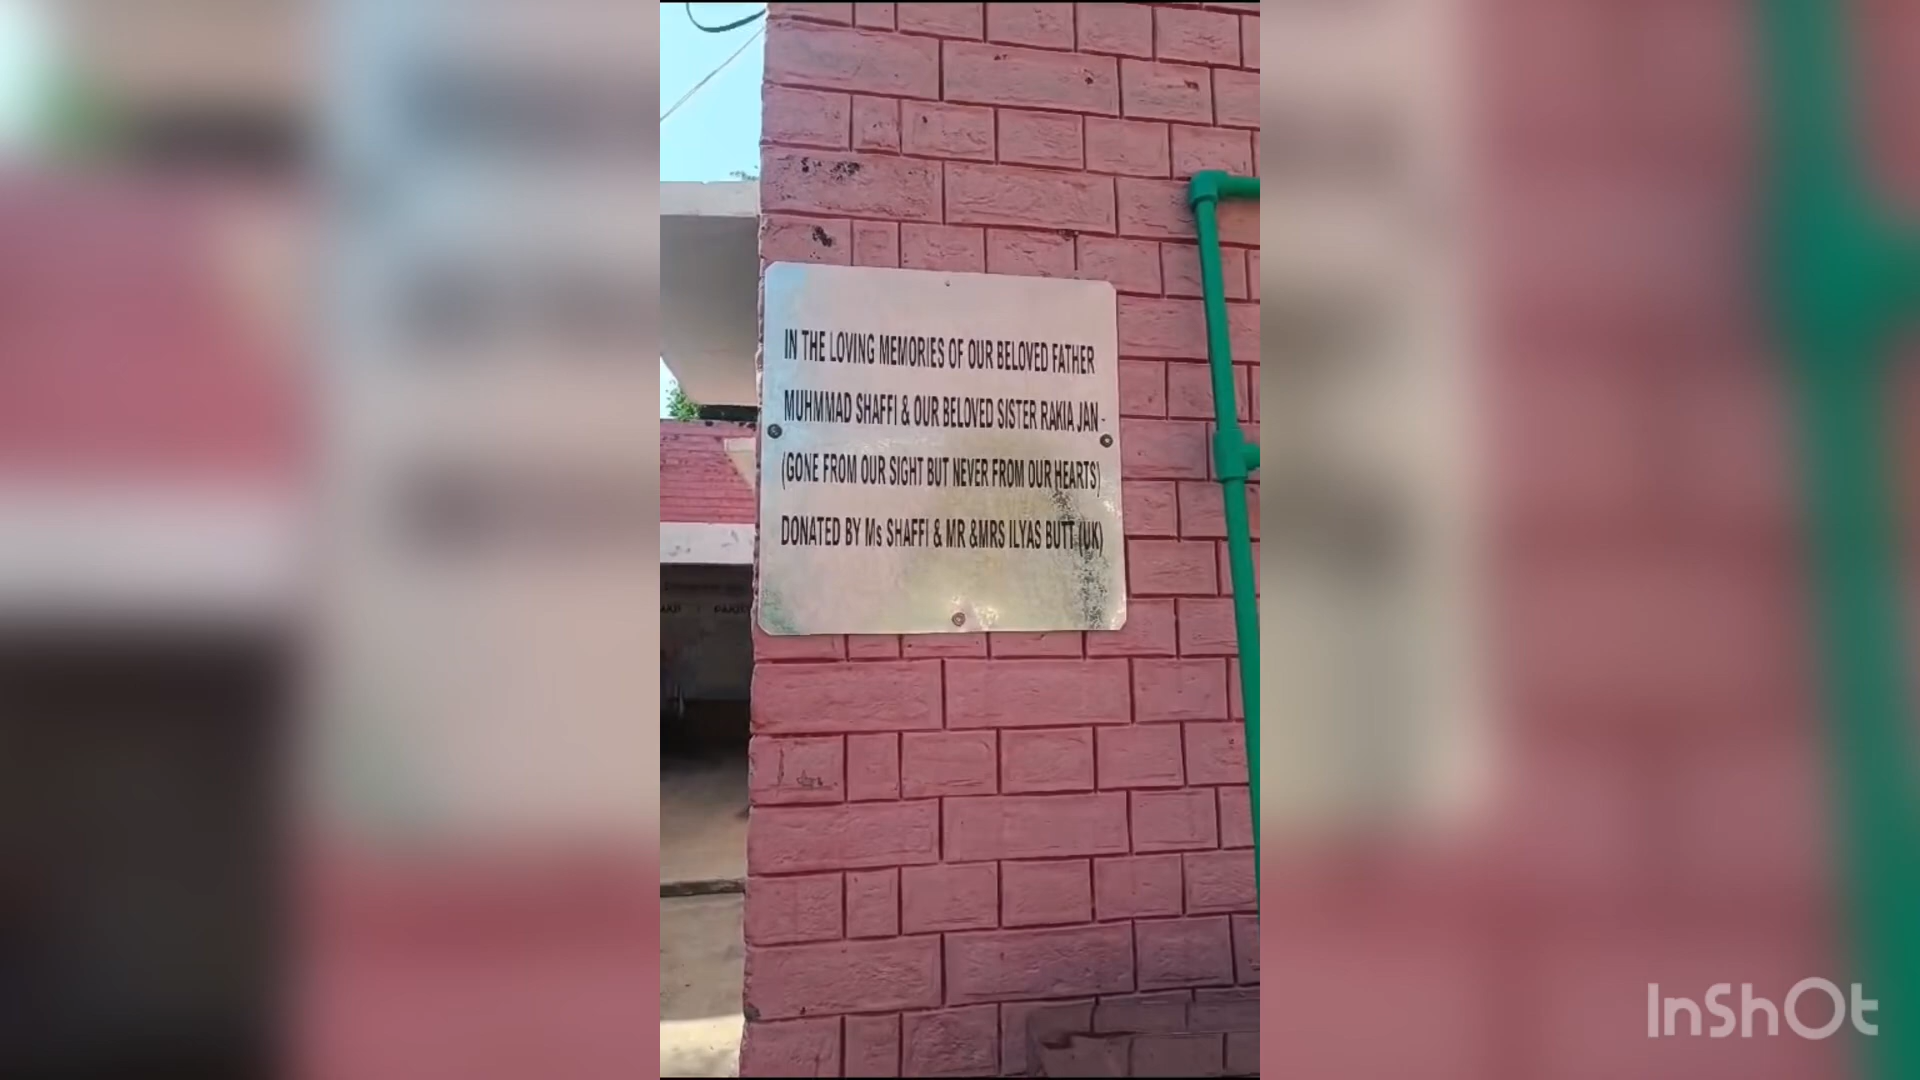 IN THE LOVING MEMORIES OF OUR BELOVED FATHER
MUHMMAD SHAFFI & OUR BELOVED SISTER RAKIA JAN -
(GONE FROM OUR SIGHT BUT NEVER FROM OUR HEARTS)
DONATED BY Ms SHAFFI & MR &MRS ILYAS BUTT (UK)
InShOt